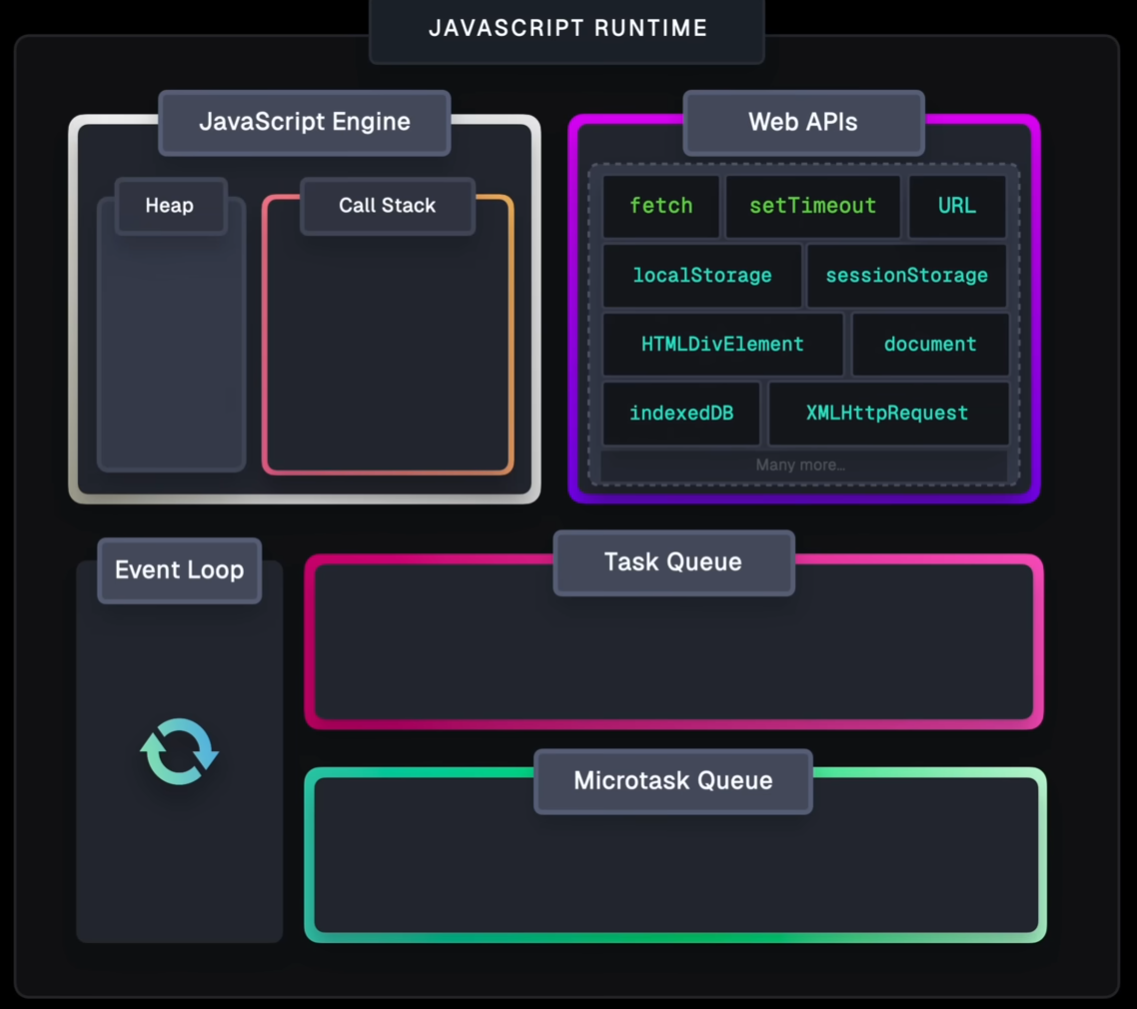 JAVASCRIPT RUNTIME
JavaScript Engine
Heap
Call Stack
Web APIs
fetch
setTimeout
URL
localStorage
sessionStorage
HTMLDivElement
document
indexedDB
XMLHttpRequest
Many more...
Event Loop
Task Queue
Microtask Queue